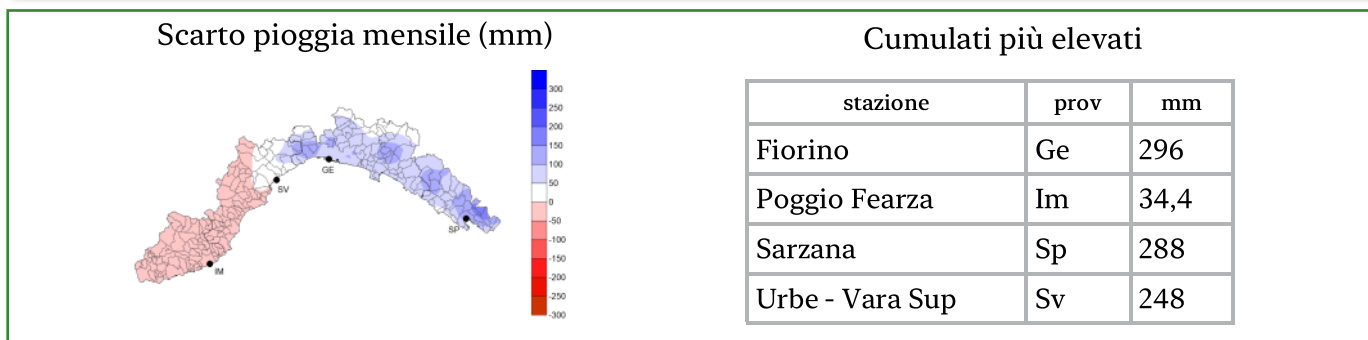 Scarto pioggia mensile (mm)
300
250
200
150
100
50
0
-50
-100
-150
-200
-250
-300
GE
SV
SP
IM
Cumulati più elevati
stazione prov mm
Fiorino Ge 296
Poggio Fearza Im 34,4
Sarzana Sp 288
Urbe - Vara Sup Sv 248